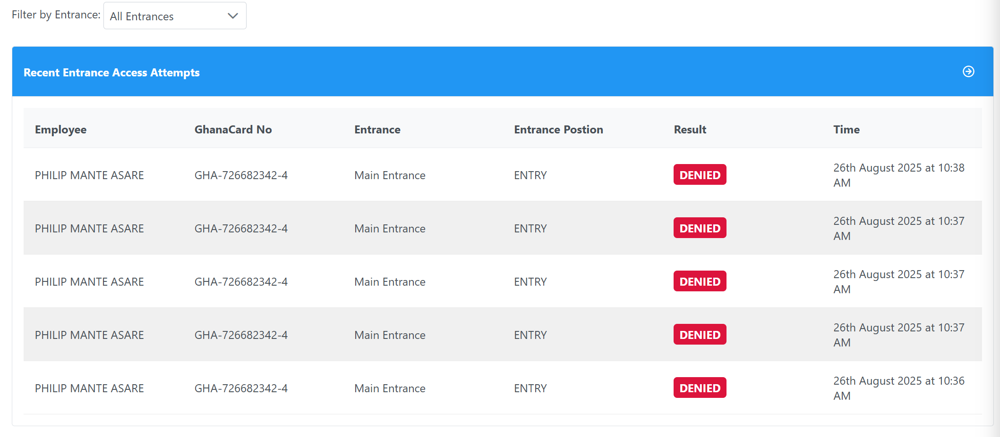 Filter by Entrance: All Entrances
Recent Entrance Access Attempts
Employee GhanaCard No Entrance Entrance Postion Result Time
PHILIP MANTE ASARE GHA-726682342-4 Main Entrance ENTRY DENIED 26th August 2025 at 10:38
AM
PHILIP MANTE ASARE GHA-726682342-4 Main Entrance ENTRY DENIED 26th August 2025 at 10:37
AM
PHILIP MANTE ASARE GHA-726682342-4 Main Entrance ENTRY DENIED 26th August 2025 at 10:37
AM
PHILIP MANTE ASARE GHA-726682342-4 Main Entrance ENTRY DENIED 26th August 2025 at 10:37
AM
PHILIP MANTE ASARE GHA-726682342-4 Main Entrance ENTRY DENIED 26th August 2025 at 10:36
AM